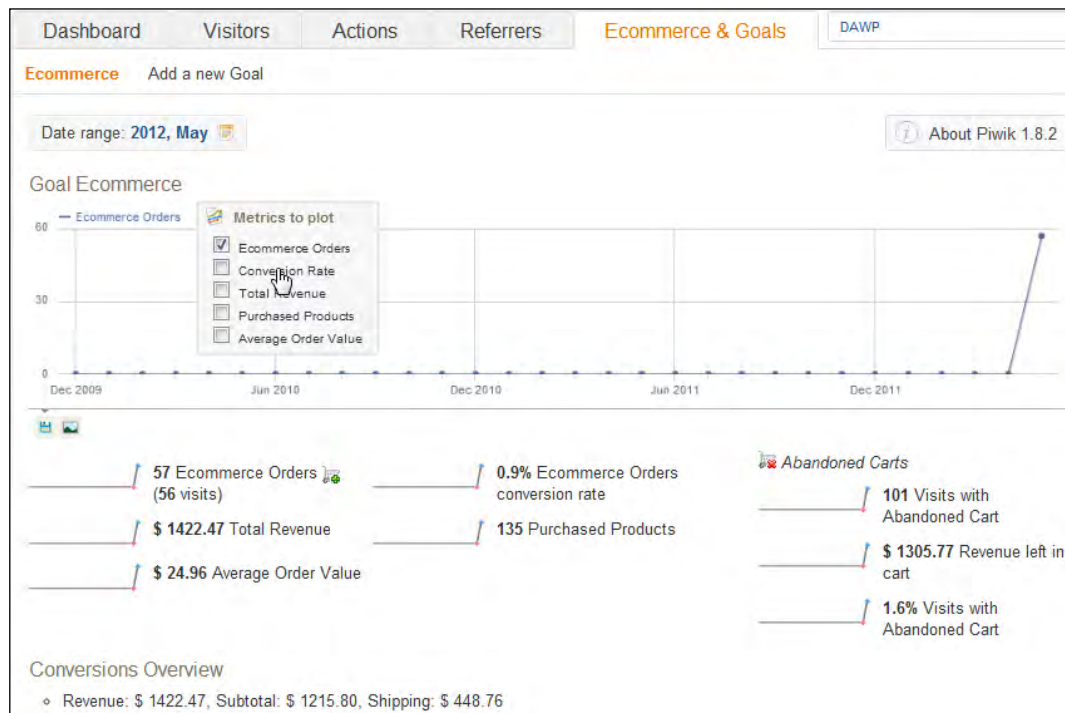 Dashboard Visitors Actions Referrers Ecommerce & Goals DAWP
Ecommerce Add a new Goal
Date range: 2012, May
About Piwik 1.8.2
Goal Ecommerce
Ecommerce Orders
Metrics to plot
Ecommerce Orders
Conversion Rate
Total Revenue
Purchased Products
Average Order Value
60
30
0
Dec 2009 Jun 2010 Dec 2010 Jun 2011 Dec 2011
57 Ecommerce Orders
(56 visits)
$ 1422.47 Total Revenue
$ 24.96 Average Order Value
0.9% Ecommerce Orders
conversion rate
135 Purchased Products
Abandoned Carts
101 Visits with
Abandoned Cart
$ 1305.77 Revenue left in
cart
1.6% Visits with
Abandoned Cart
Conversions Overview
Revenue: $ 1422.47, Subtotal: $ 1215.80, Shipping: $ 448.76